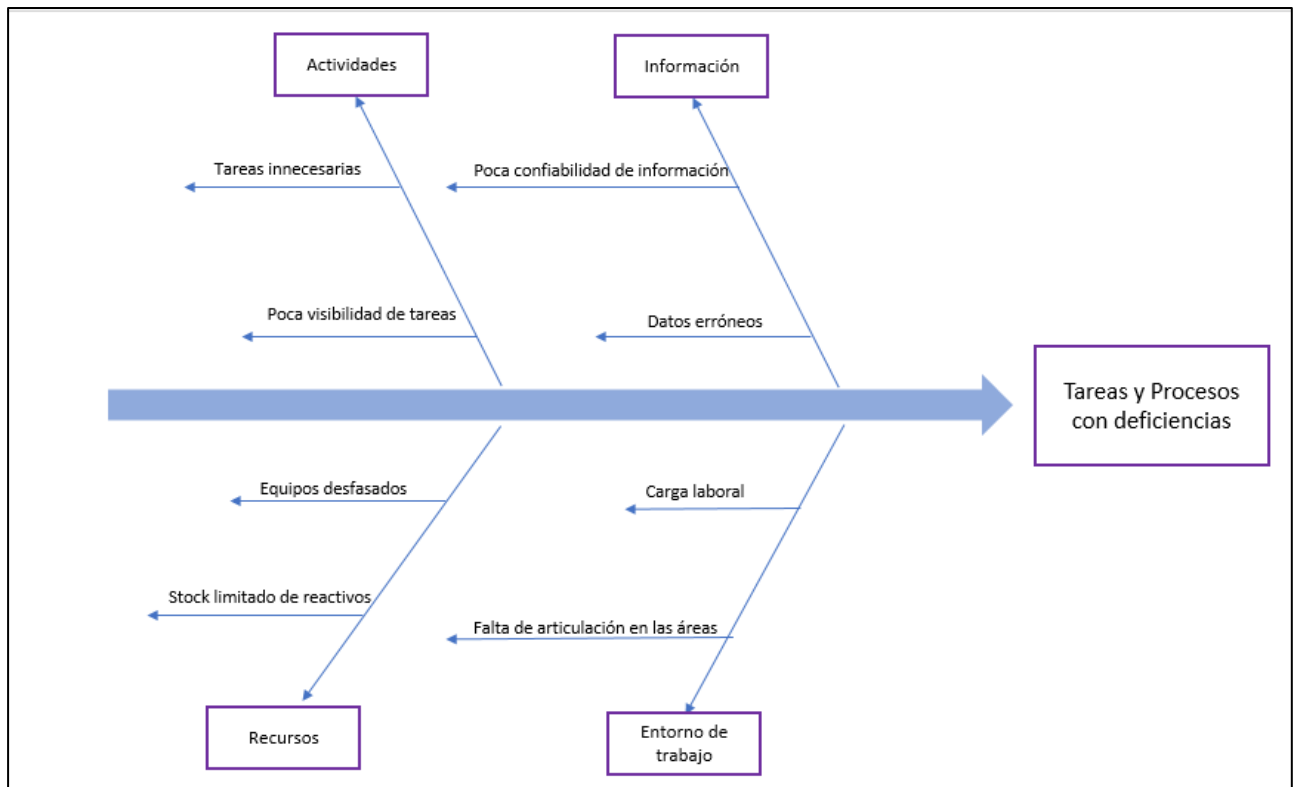 Actividades
Información
Tareas innecesarias
Poca confiabilidad de información
Poca visibilidad de tareas
Datos erróneos
Tareas y Procesos
con deficiencias
Equipos desfasados
Carga laboral
Stock limitado de reactivos
Falta de articulación en las áreas
Recursos
Entorno de
trabajo